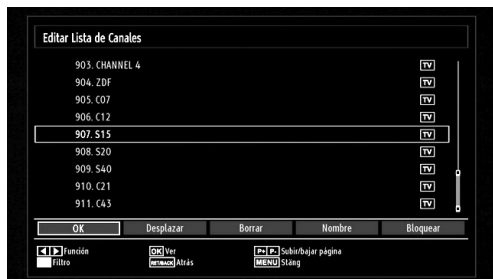 Editar Lista de Canales
903. CHANNEL 4 TV
904. ZDF TV
905. C07 TV
906. C12 TV
907. S15 TV
908. S20 TV
909. S40 TV
910. C21 TV
911. C43 TV
OK Desplazar Borrar Nombre Bloquear
Función OK Ver P+ P- Subir/bajar página
Filtro RET/BACK Atrás MENU Stäng